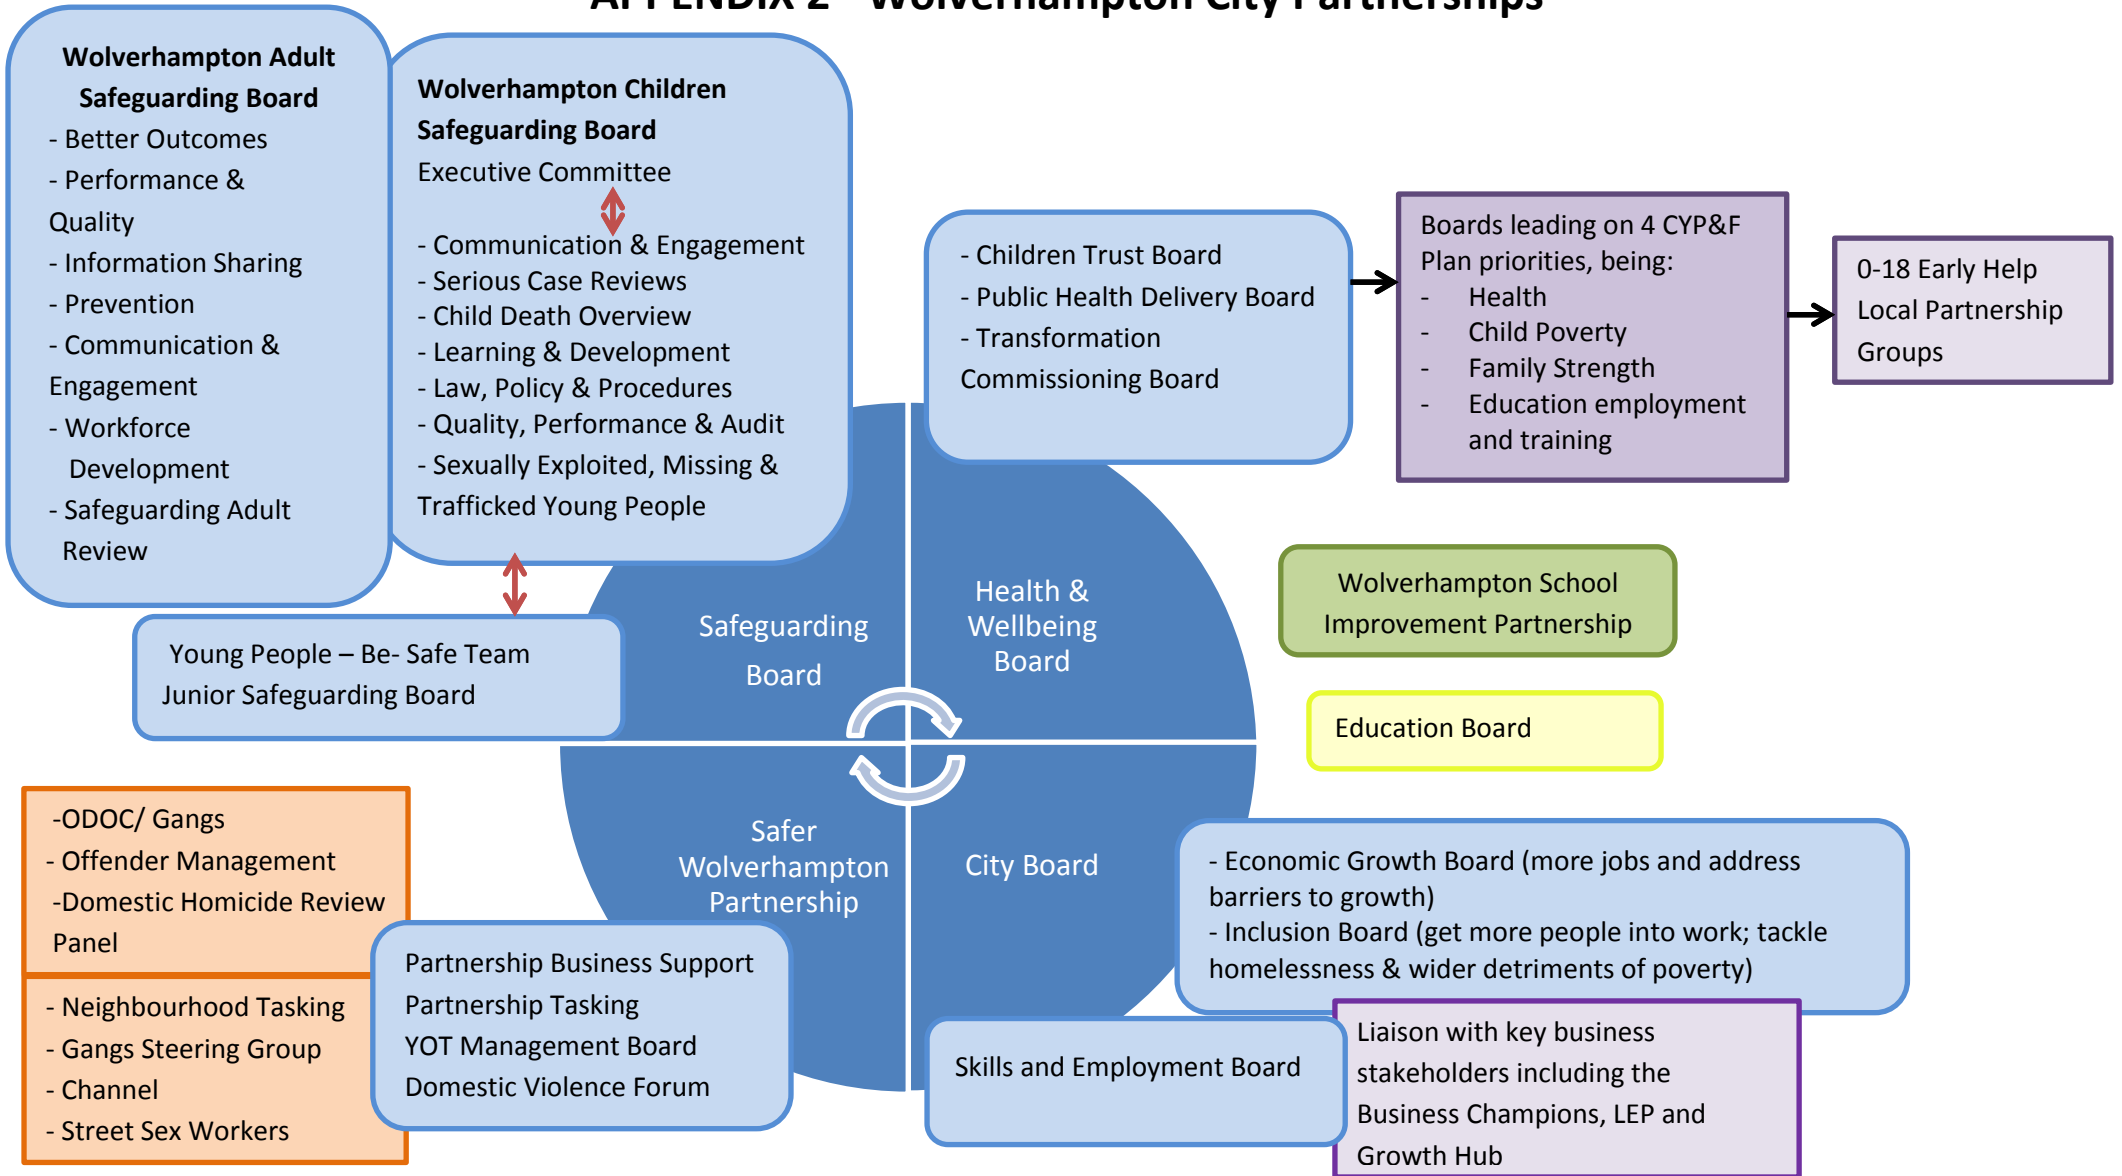 APPENDIX 2 - Wolverhampton City Partnerships
Wolverhampton Adult
Safeguarding Board
- Better Outcomes
- Performance &
Quality
- Information Sharing
- Prevention
- Communication &
Engagement
- Workforce
Development
- Safeguarding Adult
Review
Wolverhampton Children
Safeguarding Board
Executive Committee
- Communication & Engagement
- Serious Case Reviews
- Child Death Overview
- Learning & Development
- Law, Policy & Procedures
- Quality, Performance & Audit
- Sexually Exploited, Missing &
Trafficked Young People
Young People – Be- Safe Team
Junior Safeguarding Board
- Children Trust Board
- Public Health Delivery Board
- Transformation
Commissioning Board
Boards leading on 4 CYP&F
Plan priorities, being:
- Health
- Child Poverty
- Family Strength
- Education employment
and training
0-18 Early Help
Local Partnership
Groups
Safeguarding
Board
Health &
Wellbeing
Board
Wolverhampton School
Improvement Partnership
Education Board
Safer
Wolverhampton
Partnership
City Board
-ODOC/ Gangs
- Offender Management
-Domestic Homicide Review
Panel
- Neighbourhood Tasking
- Gangs Steering Group
- Channel
- Street Sex Workers
Partnership Business Support
Partnership Tasking
YOT Management Board
Domestic Violence Forum
- Economic Growth Board (more jobs and address
barriers to growth)
- Inclusion Board (get more people into work; tackle
homelessness & wider detriments of poverty)
Skills and Employment Board
Liaison with key business
stakeholders including the
Business Champions, LEP and
Growth Hub